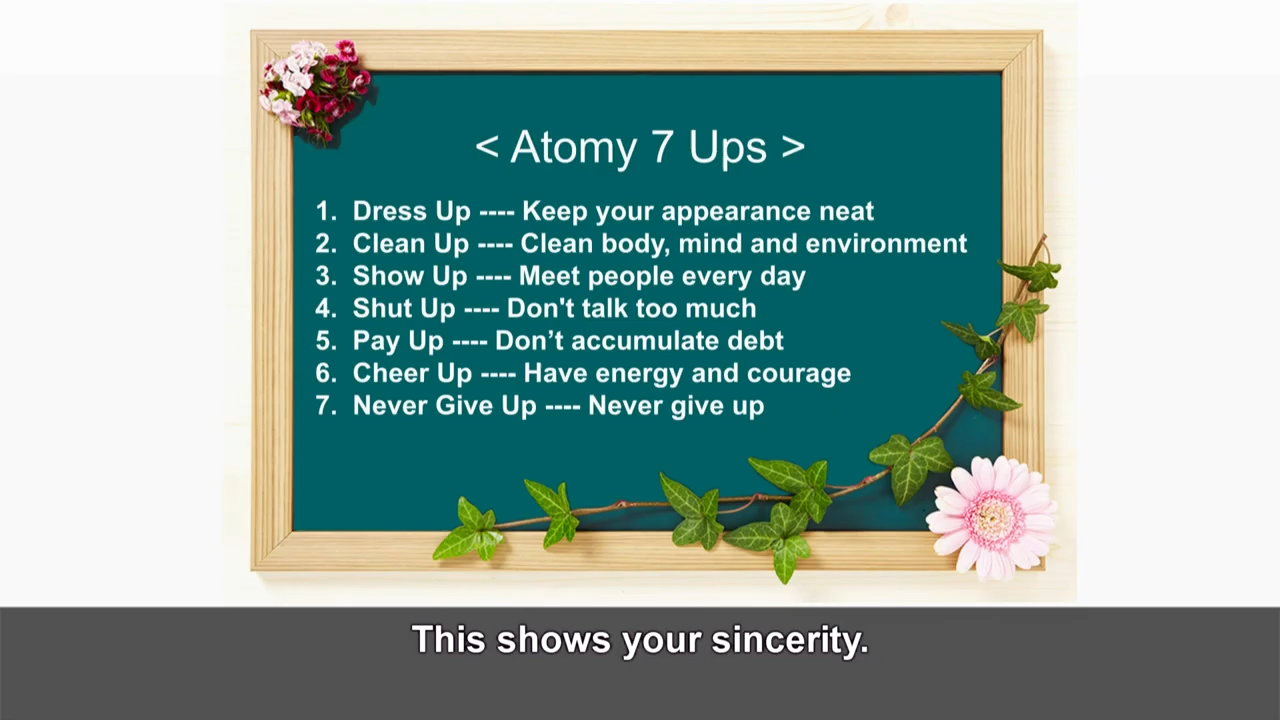 < Atomy 7 Ups >
1. Dress Up ---- Keep your appearance neat
2. Clean Up ---- Clean body, mind and environment
3. Show Up ---- Meet people every day
4. Shut Up ---- Don't talk too much
5. Pay Up ---- Don’t accumulate debt
6. Cheer Up ---- Have energy and courage
7. Never Give Up ---- Never give up
This shows your sincerity.